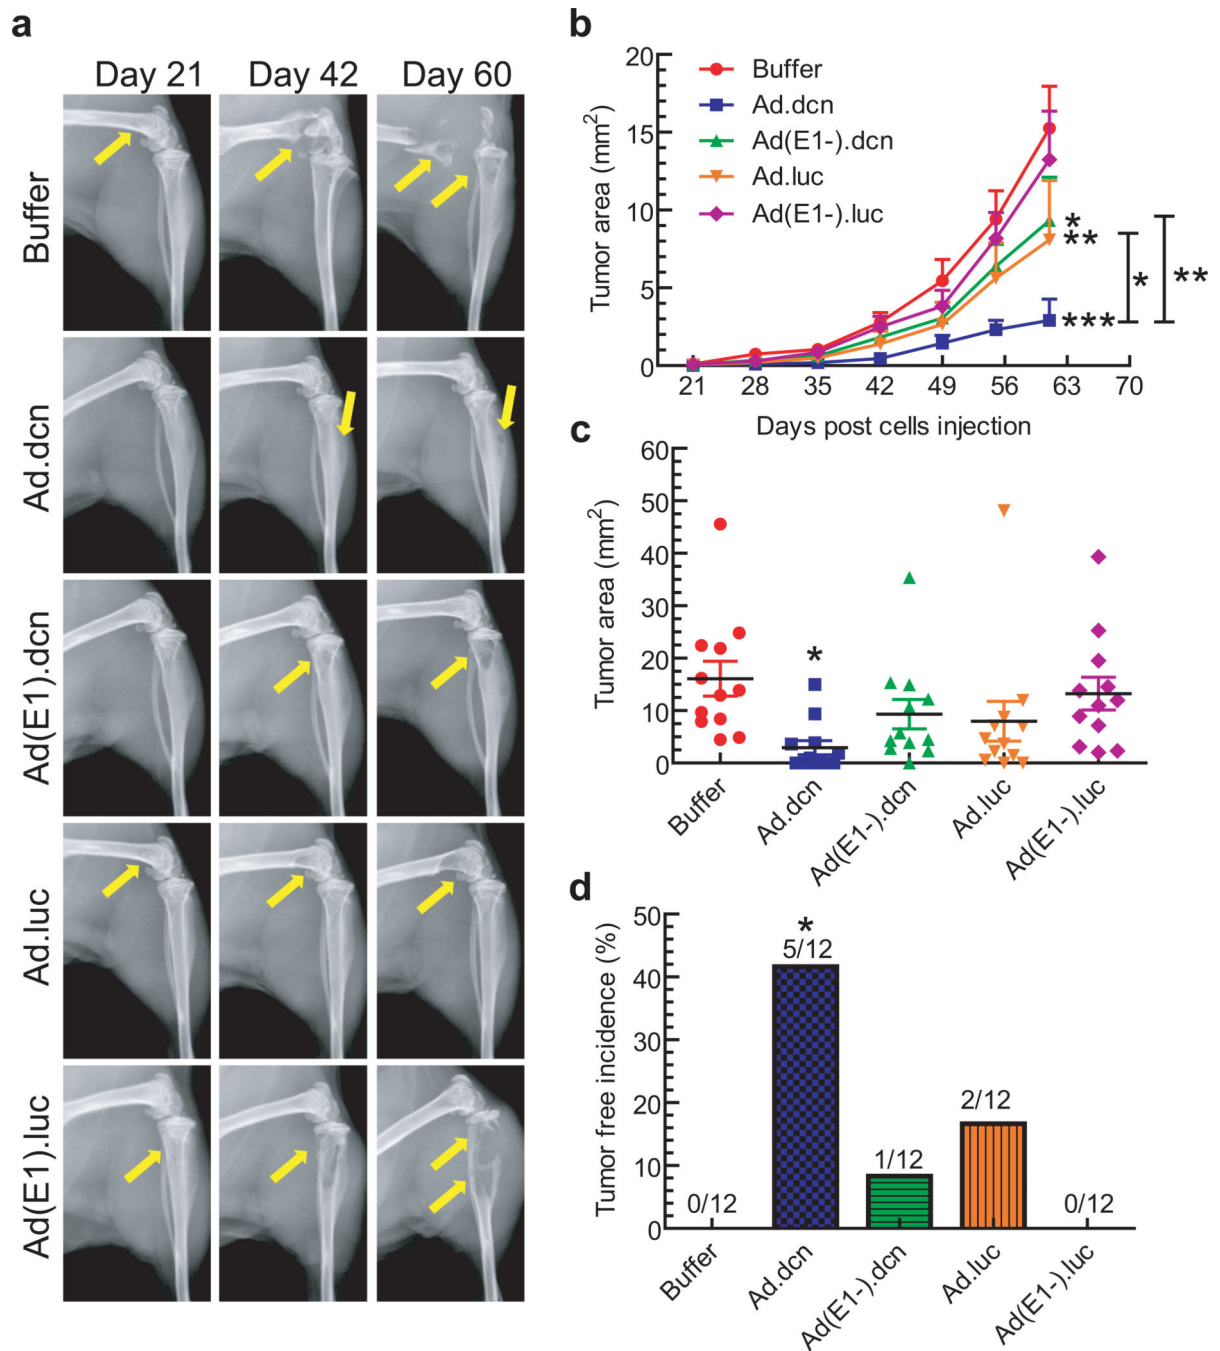 a
Day 21
Day 42
Day 60
Buffer
Ad.dcn
Ad(E1).dcn
Ad.luc
Ad(E1).luc
b
20
15
10
5
0
Tumor area (mm²)
Buffer
Ad.dcn
Ad(E1-).dcn
Ad.luc
Ad(E1-).luc
*
**
***
*
**
21 28 35 42 49 56 63 70
Days post cells injection
c
60
50
40
30
20
10
0
Tumor area (mm²)
*
Buffer
Ad.dcn
Ad(E1-).dcn
Ad.luc
Ad(E1-).luc
d
50
40
30
20
10
0
Tumor free incidence (%)
*
0/12
5/12
1/12
2/12
0/12
Buffer
Ad.dcn
Ad(E1-).dcn
Ad.luc
Ad(E1-).luc